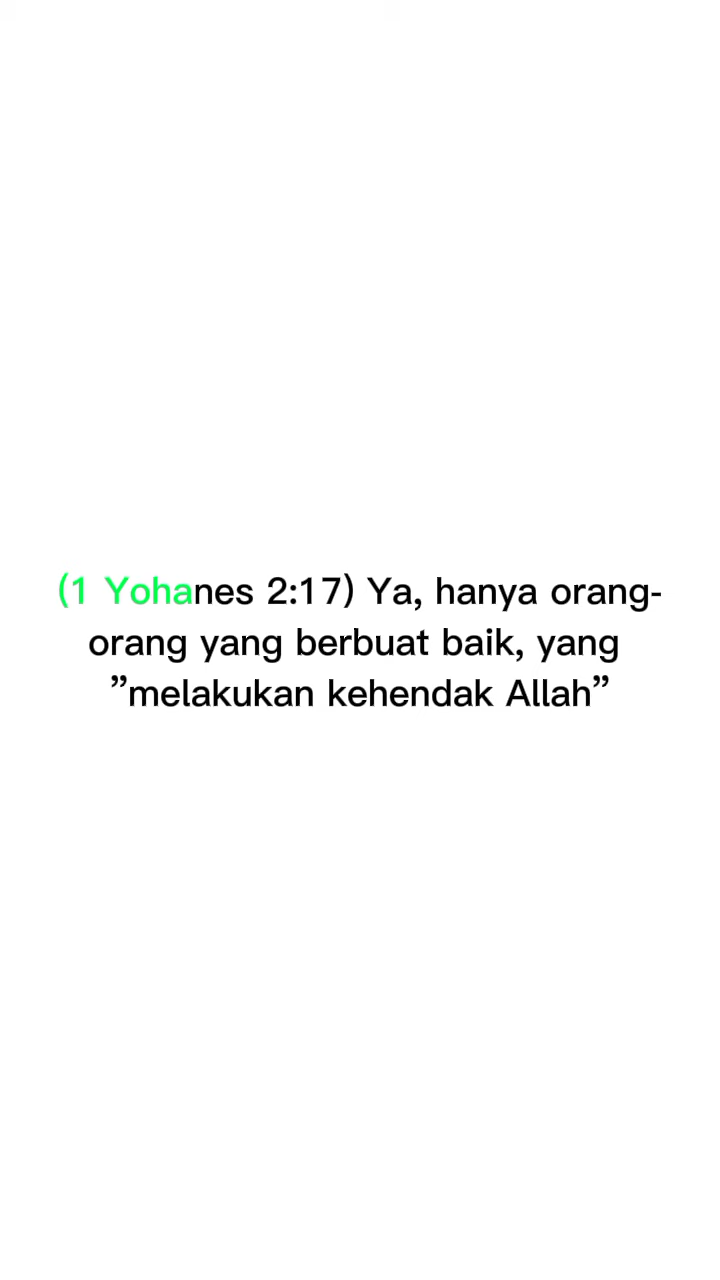 (1 Yohanes 2:17) Ya, hanya orang-
orang yang berbuat baik, yang
”melakukan kehendak Allah”